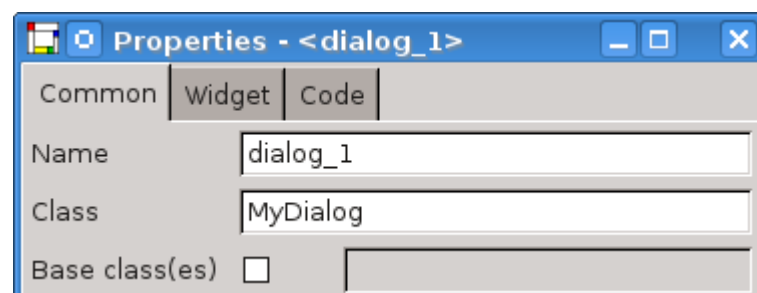 Properties - <dialog_1>
Common Widget Code
Name dialog_1
Class MyDialog
Base class(es)